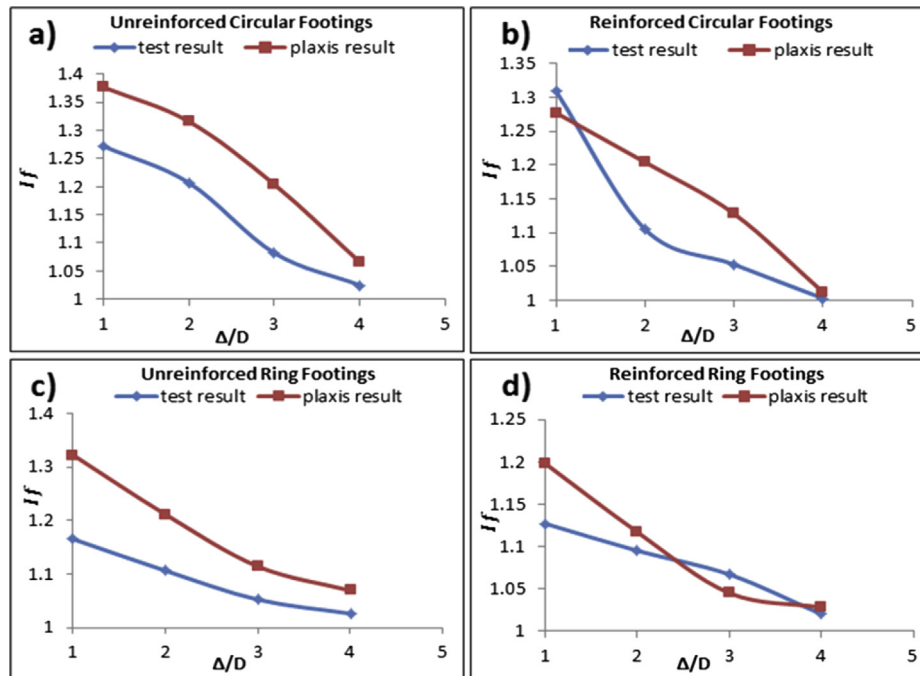 a)
Unreinforced Circular Footings
test result
plaxis result
1.4
1.35
1.3
1.25
1.2
1.15
1.1
1.05
1
If
1
2
3
4
5
Δ/D
b)
Reinforced Circular Footings
test result
plaxis result
1.35
1.3
1.25
1.2
1.15
1.1
1.05
1
If
1
2
3
4
5
Δ/D
c)
Unreinforced Ring Footings
test result
plaxis result
1.4
1.3
1.2
1.1
1
If
1
2
3
4
5
Δ/D
d)
Reinforced Ring Footings
test result
plaxis result
1.25
1.2
1.15
1.1
1.05
1
If
1
2
3
4
5
Δ/D